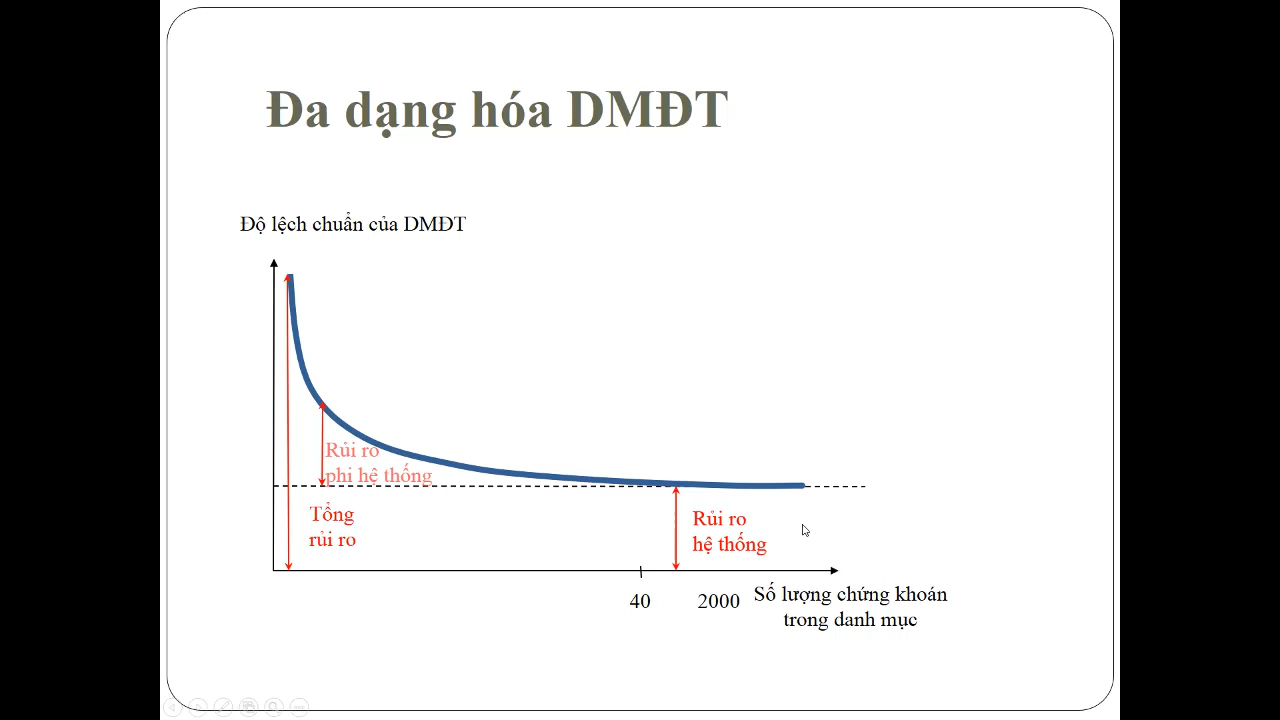 Đa dạng hóa DMĐT
Độ lệch chuẩn của DMĐT
Rủi ro
phi hệ thống
Tổng
rủi ro
Rủi ro
hệ thống
40
2000
Số lượng chứng khoán
trong danh mục